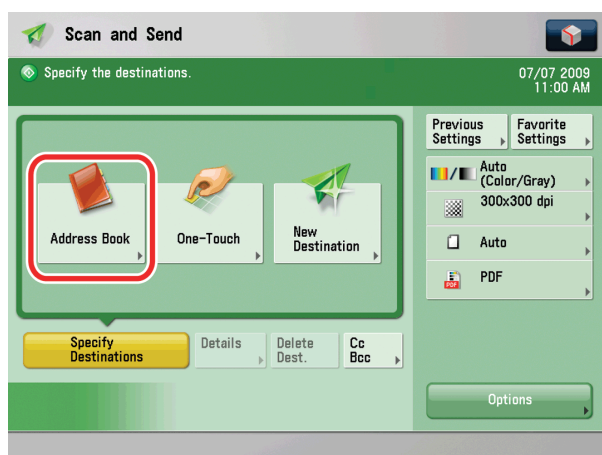 Scan and Send
Specify the destinations.
07/07 2009
11:00 AM
Previous
Settings
Favorite
Settings
Auto
(Color/Gray)
300x300 dpi
Auto
PDF
Address Book
One-Touch
New
Destination
Specify
Destinations
Details
Delete
Dest.
Cc
Bcc
Options
PDF